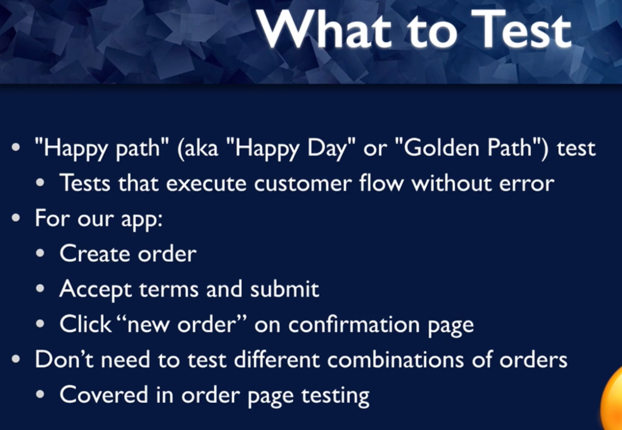 What to Test
• "Happy path" (aka "Happy Day" or "Golden Path") test
• Tests that execute customer flow without error
• For our app:
• Create order
• Accept terms and submit
• Click “new order” on confirmation page
• Don’t need to test different combinations of orders
• Covered in order page testing